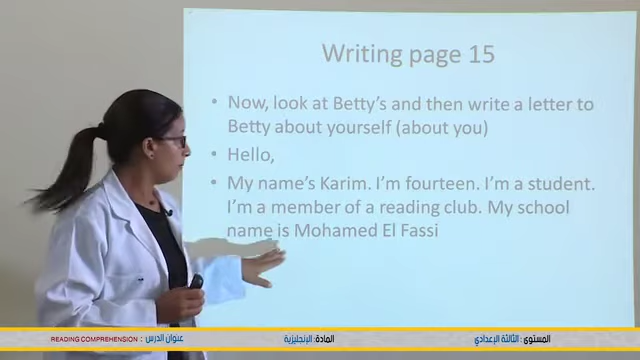 Writing page 15
• Now, look at Betty's and then write a letter to
Betty about yourself (about you)
• Hello,
• My name's Karim. I'm fourteen. I'm a student.
I'm a member of a reading club. My school
name is Mohamed El Fassi
READING COMPREHENSION : عنوان الدرس
المادة: الإنجليزية
المستوى: الثالثة الإعدادي